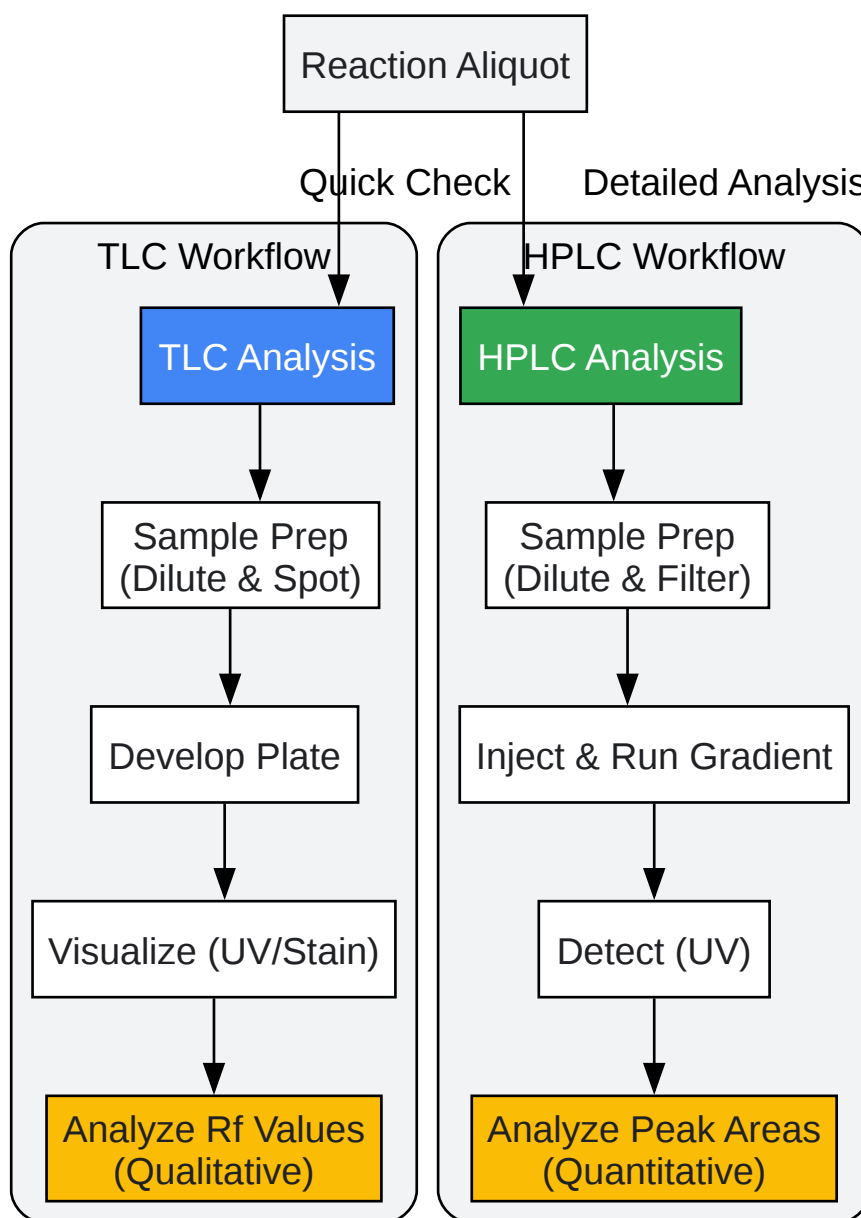 Reaction Aliquot
Quick Check
Detailed Analysis
TLC Workflow
TLC Analysis
Sample Prep
(Dilute & Spot)
Develop Plate
Visualize (UV/Stain)
Analyze Rf Values
(Qualitative)
HPLC Workflow
HPLC Analysis
Sample Prep
(Dilute & Filter)
Inject & Run Gradient
Detect (UV)
Analyze Peak Areas
(Quantitative)